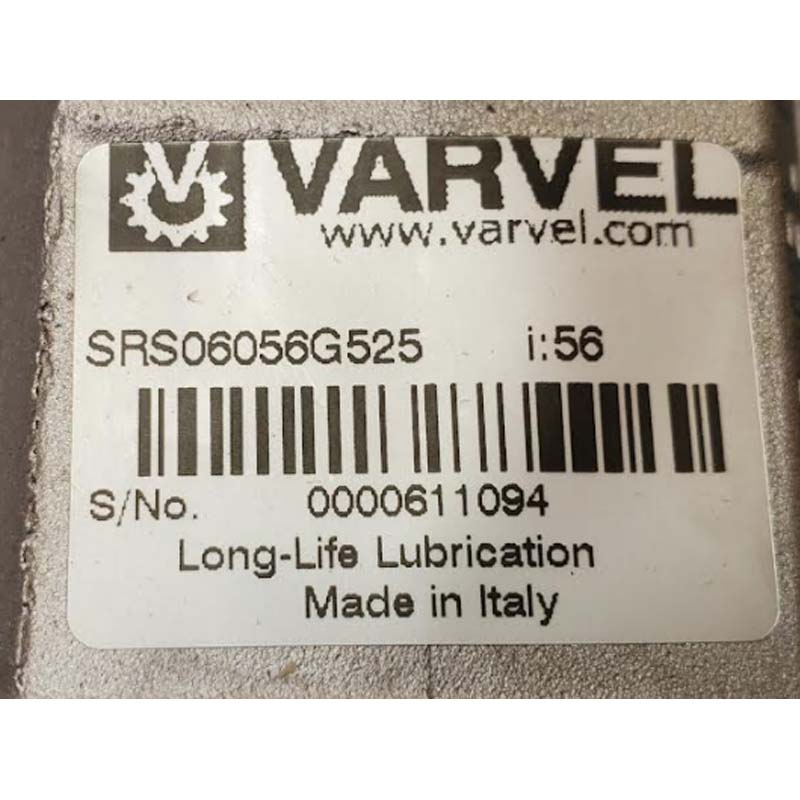 VARVEL
www.varvel.com
SRS06056G525 i:56
S/No. 0000611094
Long-Life Lubrication
Made in Italy